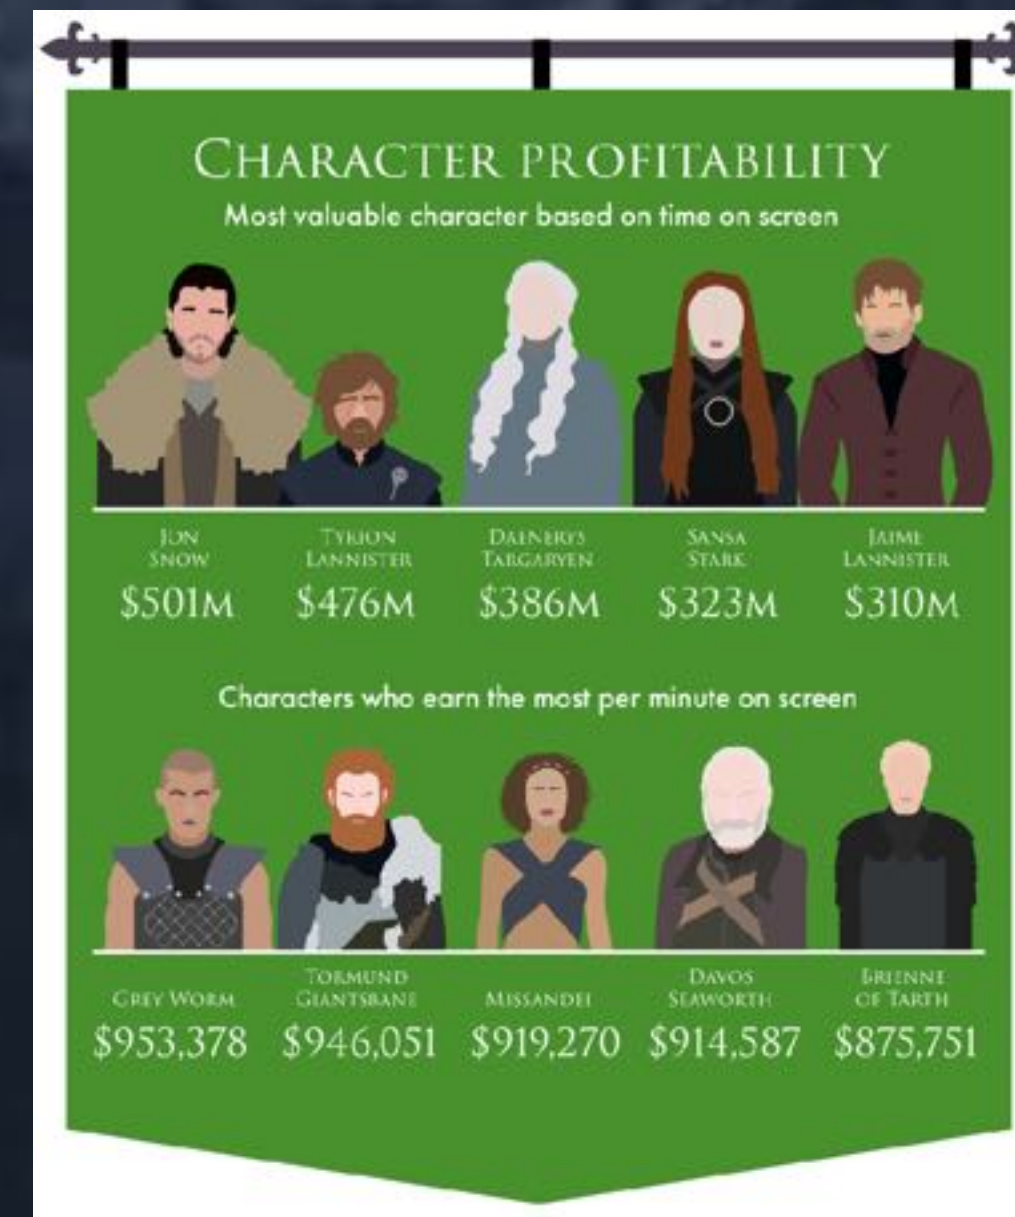 CHARACTER PROFITABILITY
Most valuable character based on time on screen
JON
SNOW
$501M
TYRION
LANNISTER
$476M
DAENERYS
TARGARYEN
$386M
SANSA
STARK
$323M
JAIME
LANNISTER
$310M
Characters who earn the most per minute on screen
GREY WORM
$953,378
TORMUND
GIANTSBANE
$946,051
MISSANDEI
$919,270
DAVOS
SEAWORTH
$914,587
BRIENNE
OF TARTH
$875,751